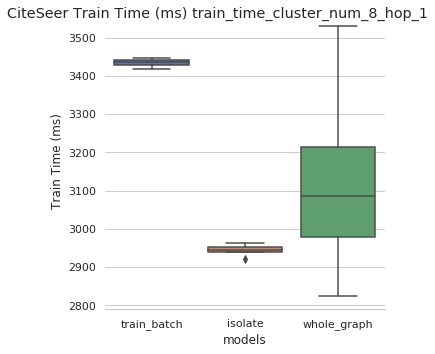 CiteSeer Train Time (ms) train_time_cluster_num_8_hop_1
3500
3400
3300
3200
3100
3000
2900
2800
Train Time (ms)
train_batch isolate whole_graph
models